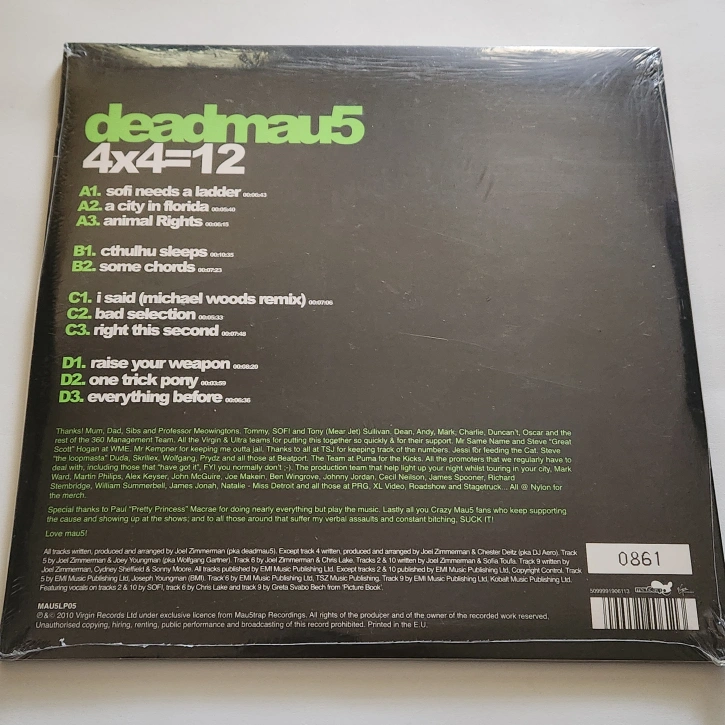 deadmau5
4x4=12
A1. sofi needs a ladder 00:06:43
A2. a city in florida 00:05:40
A3. animal Rights 00:06:15
B1. cthulhu sleeps 00:10:35
B2. some chords 00:07:23
C1. i said (michael woods remix) 00:07:06
C2. bad selection 00:05:33
C3. right this second 00:07:48
D1. raise your weapon 00:08:20
D2. one trick pony 00:03:59
D3. everything before 00:06:36
Thanks! Mum, Dad, Sibs and Professor Meowingtons. Tommy, SOFI and Tony (Mear Jet) Sullivan, Dean, Andy, Mark, Charlie, Duncan't, Oscar and the
rest of the 360 Management Team. All the Virgin & Ultra teams for putting this together so quickly & for their support. Mr Same Name and Steve "Great
Scott" Hogan at WME, Mr Kempner for keeping me outta jail. Thanks to all at TSJ for keeping track of the numbers. Jessi for feeding the Cat. Steve
"the loopmasta" Duda, Skrillex, Wolfgang, Prydz and all those at Beatport. The Team at Puma for the Kicks. All the promoters that we regularly have to
deal with; including those that "have got it", FYI you normally don't ;-). The production team that help light up your night whilst touring in your city, Mark
Ward, Martin Philips, Alex Keyser, John McGuire, Joe Makein, Ben Wingrove, Johnny Jordan, Cecil Neilson, James Spooner, Richard
Stembridge, William Summerbell, James Jonah, Natalie - Miss Detroit and all those at PRG, XL Video, Roadshow and Stagetruck... All @ Nylon for
the merch.
Special thanks to Paul "Pretty Princess" Macrae for doing nearly everything but play the music. Lastly all you Crazy Mau5 fans who keep supporting
the cause and showing up at the shows; and to all those around that suffer my verbal assaults and constant bitching, SUCK IT!
Love mau5!
All tracks written, produced and arranged by Joel Zimmerman (pka deadmau5). Except track 4 written, produced and arranged by Joel Zimmerman & Chester Deitz (pka DJ Aero), Track
5 by Joel Zimmerman & Joey Youngman (pka Wolfgang Gartner). Track 6 by Joel Zimmerman & Chris Lake. Tracks 2 & 10 written by Joel Zimmerman & Sofia Toufa. Track 9 written by
Joel Zimmerman, Cydney Sheffield & Sonny Moore. All tracks published by EMI Music Publishing Ltd, Except tracks 2 & 10 published by EMI Music Publishing Ltd, Copyright Control. Track
5 by EMI Music Publishing Ltd, Joseph Youngman (BMI). Track 6 by EMI Music Publishing Ltd, TSZ Music Publishing. Track 9 by EMI Music Publishing Ltd, Kobalt Music Publishing Ltd.
Featuring vocals on tracks 2 & 10 by SOFI, track 6 by Chris Lake and track 9 by Greta Svabo Bech from 'Picture Book'.
0861
5099991906113
MAU5LP05
℗ & © 2010 Virgin Records Ltd under exclusive licence from Mau5trap Recordings. All rights of the producer and of the owner of the recorded work reserved.
Unauthorised copying, hiring, renting, public performance and broadcasting of this record prohibited. Printed in the E.U.